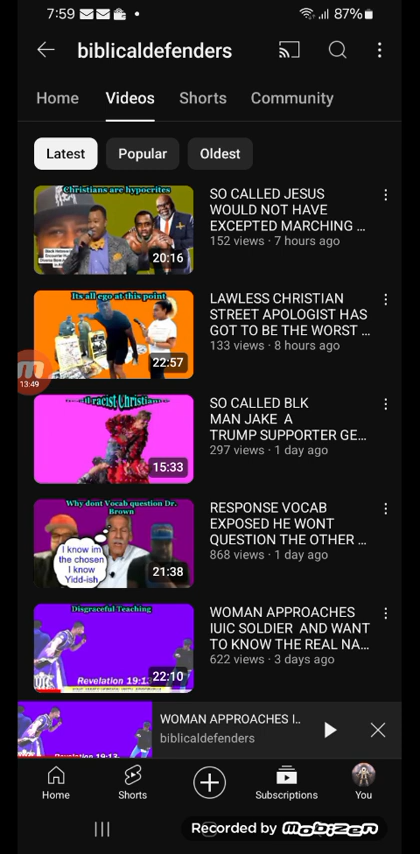 7:59
87%
biblicaldefenders
Home Videos Shorts Community
Latest Popular Oldest
Christians are hypocrites
20:16
SO CALLED JESUS
WOULD NOT HAVE
EXCEPTED MARCHING ...
152 views · 7 hours ago
Its all ego at this point
22:57
LAWLESS CHRISTIAN
STREET APOLOGIST HAS
GOT TO BE THE WORST ...
133 views · 8 hours ago
13:49
racist Christian
15:33
SO CALLED BLK
MAN JAKE A
TRUMP SUPPORTER GE...
297 views · 1 day ago
Why dont Vocab question Dr.
Brown
I know im
the chosen
I know
Yidd-ish
21:38
RESPONSE VOCAB
EXPOSED HE WONT
QUESTION THE OTHER ...
868 views · 1 day ago
Disgraceful Teaching
Revelation 19:13
22:10
WOMAN APPROACHES
IUIC SOLDIER AND WANT
TO KNOW THE REAL NA...
622 views · 3 days ago
Revelation 19:13
WOMAN APPROACHES I..
biblicaldefenders
Home Shorts Subscriptions You
Recorded by MOBIZEN